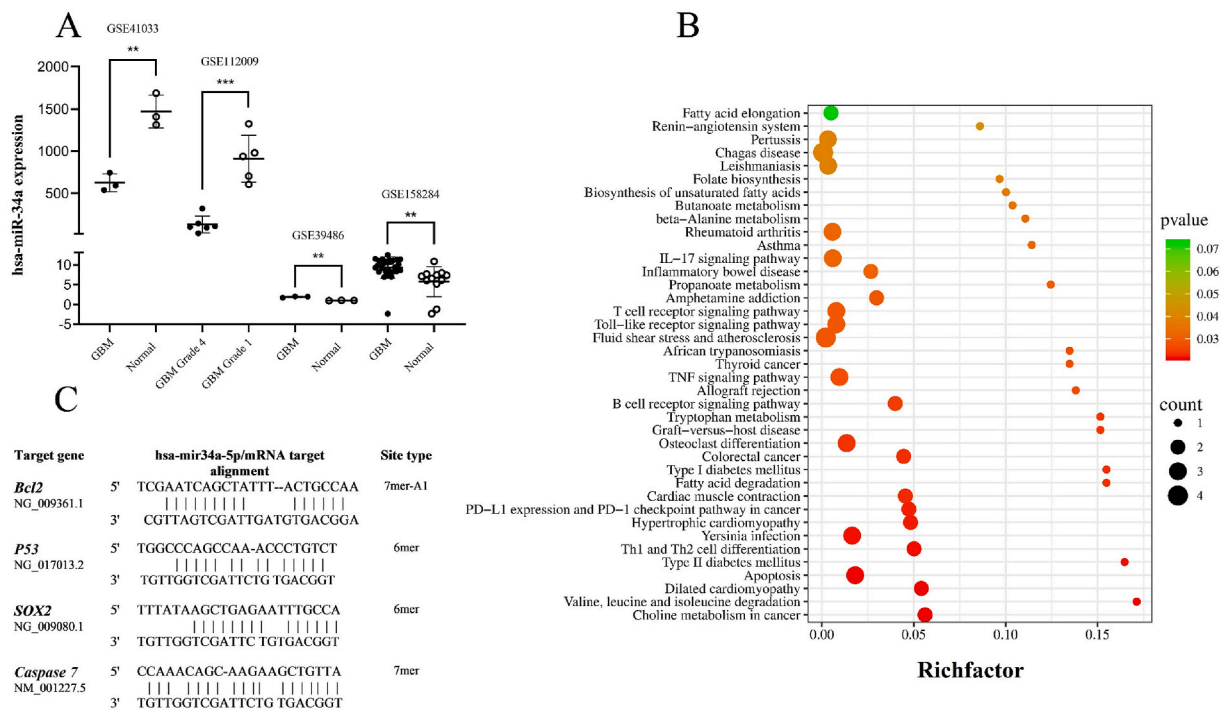 A
GSE41033
**
GSE112009
***
GSE39486
**
GSE158284
**
hsa-miR-34a expression
2000
1500
1000
500
10
5
0
-5
GBM
Normal
GBM Grade 4
GBM Grade 1
GBM
Normal
GBM
Normal
B
Fatty acid elongation
Renin−angiotensin system
Pertussis
Chagas disease
Leishmaniasis
Folate biosynthesis
Biosynthesis of unsaturated fatty acids
Butanoate metabolism
beta−Alanine metabolism
Rheumatoid arthritis
Asthma
IL−17 signaling pathway
Inflammatory bowel disease
Propanoate metabolism
Amphetamine addiction
T cell receptor signaling pathway
Toll−like receptor signaling pathway
Fluid shear stress and atherosclerosis
African trypanosomiasis
Thyroid cancer
TNF signaling pathway
Allograft rejection
B cell receptor signaling pathway
Tryptophan metabolism
Graft−versus−host disease
Osteoclast differentiation
Colorectal cancer
Type I diabetes mellitus
Fatty acid degradation
Cardiac muscle contraction
PD−L1 expression and PD−1 checkpoint pathway in cancer
Hypertrophic cardiomyopathy
Yersinia infection
Th1 and Th2 cell differentiation
Type II diabetes mellitus
Apoptosis
Dilated cardiomyopathy
Valine, leucine and isoleucine degradation
Choline metabolism in cancer
0.00 0.05 0.10 0.15
Richfactor
pvalue
0.07
0.06
0.05
0.04
0.03
count
1
2
3
4
C
Target gene hsa-mir34a-5p/mRNA target alignment Site type
Bcl2 5' TCGAATCAGCTATTT--ACTGCCAA 7mer-A1
NG_009361.1
3' CGTTAGTCGATTGATGTGACGGA
P53 5' TGGCCCAGCCAA-ACCCTGTCT 6mer
NG_017013.2
3' TGTTGGTCGATTCTG TGACGGT
SOX2 5' TTTATAAGCTGAGAATTTGCCA 6mer
NG_009080.1
3' TGTTGGTCGATTC TGTGACGGT
Caspase 7 5' CCAAACAGC-AAGAAGCTGTTA 7mer
NM_001227.5
3' TGTTGGTCGATTCTG TGACGGT